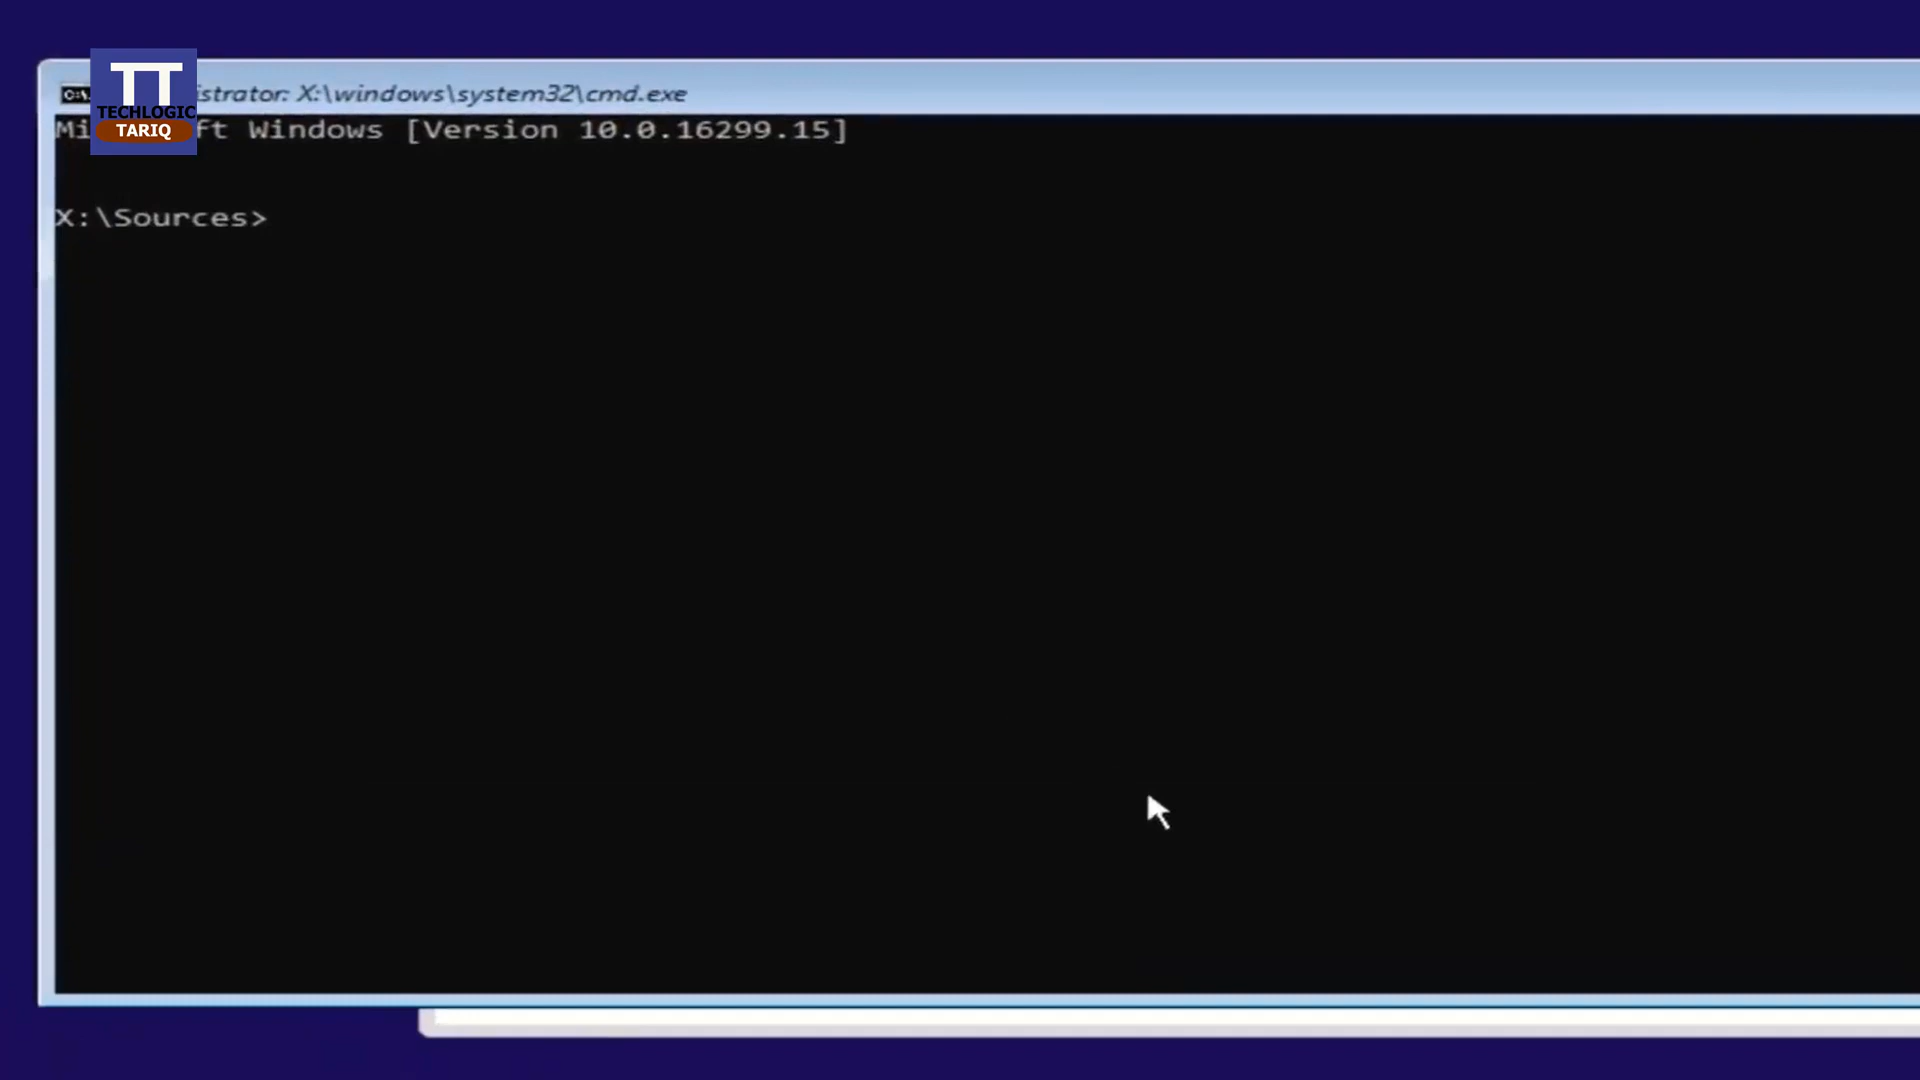 TT
TECHLOGIC
TARIQ
C:\.
istrator: X:\windows\system32\cmd.exe
Mi ft Windows [Version 10.0.16299.15]
X:\Sources>